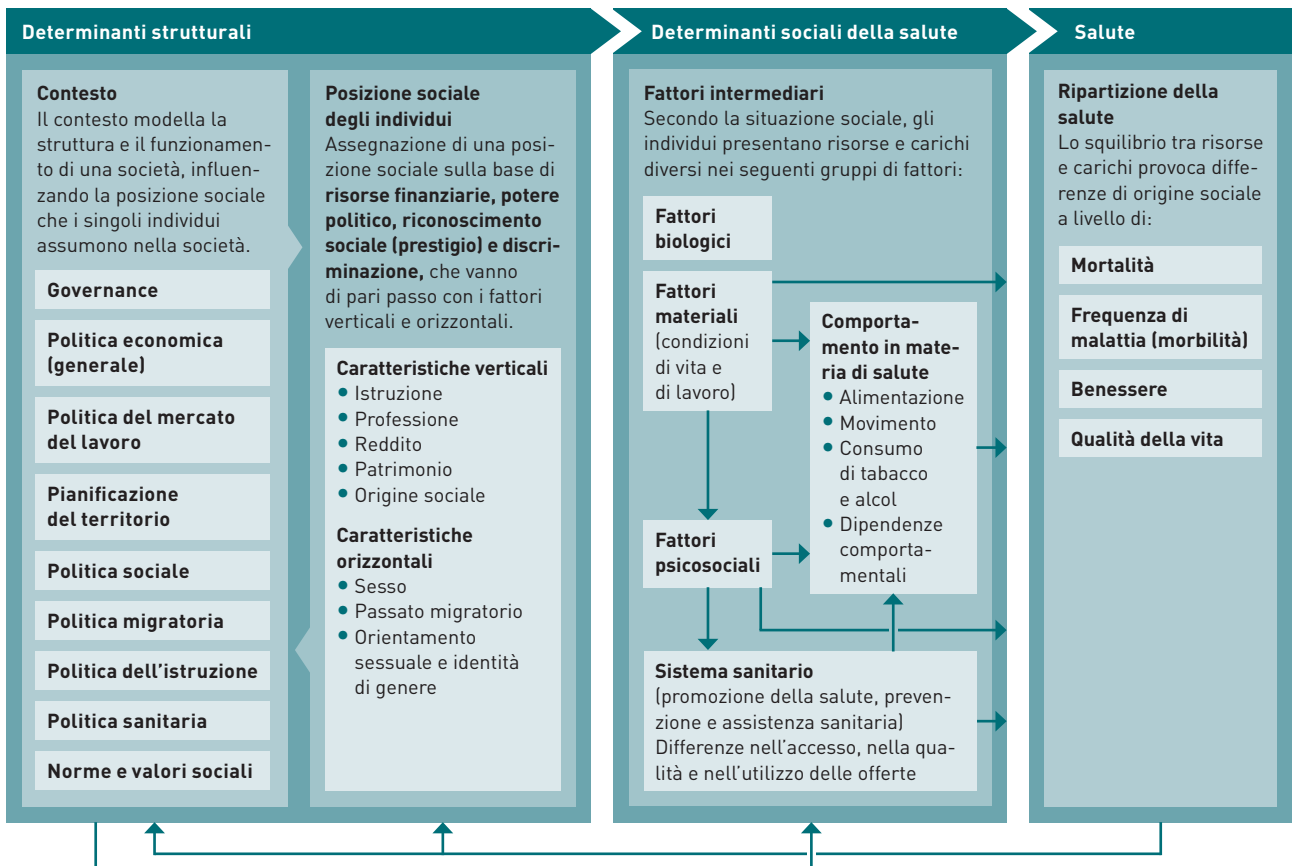 Determinanti strutturali
Determinanti sociali della salute
Salute
Contesto
Il contesto modella la
struttura e il funzionamen-
to di una società, influen-
zando la posizione sociale
che i singoli individui
assumono nella società.
Governance
Politica economica
(generale)
Politica del mercato
del lavoro
Pianificazione
del territorio
Politica sociale
Politica migratoria
Politica dell'istruzione
Politica sanitaria
Norme e valori sociali
Posizione sociale
degli individui
Assegnazione di una posi-
zione sociale sulla base di
risorse finanziarie, potere
politico, riconoscimento
sociale (prestigio) e discri-
minazione, che vanno
di pari passo con i fattori
verticali e orizzontali.
Caratteristiche verticali
• Istruzione
• Professione
• Reddito
• Patrimonio
• Origine sociale
Caratteristiche
orizzontali
• Sesso
• Passato migratorio
• Orientamento
sessuale e identità
di genere
Fattori intermediari
Secondo la situazione sociale, gli
individui presentano risorse e carichi
diversi nei seguenti gruppi di fattori:
Fattori
biologici
Fattori
materiali
(condizioni
di vita e
di lavoro)
Fattori
psicosociali
Comporta-
mento in mate-
ria di salute
• Alimentazione
• Movimento
• Consumo
di tabacco
e alcol
• Dipendenze
comporta-
mentali
Sistema sanitario
(promozione della salute, preven-
zione e assistenza sanitaria)
Differenze nell'accesso, nella qua-
lità e nell'utilizzo delle offerte
Ripartizione della
salute
Lo squilibrio tra risorse
e carichi provoca diffe-
renze di origine sociale
a livello di:
Mortalità
Frequenza di
malattia (morbilità)
Benessere
Qualità della vita